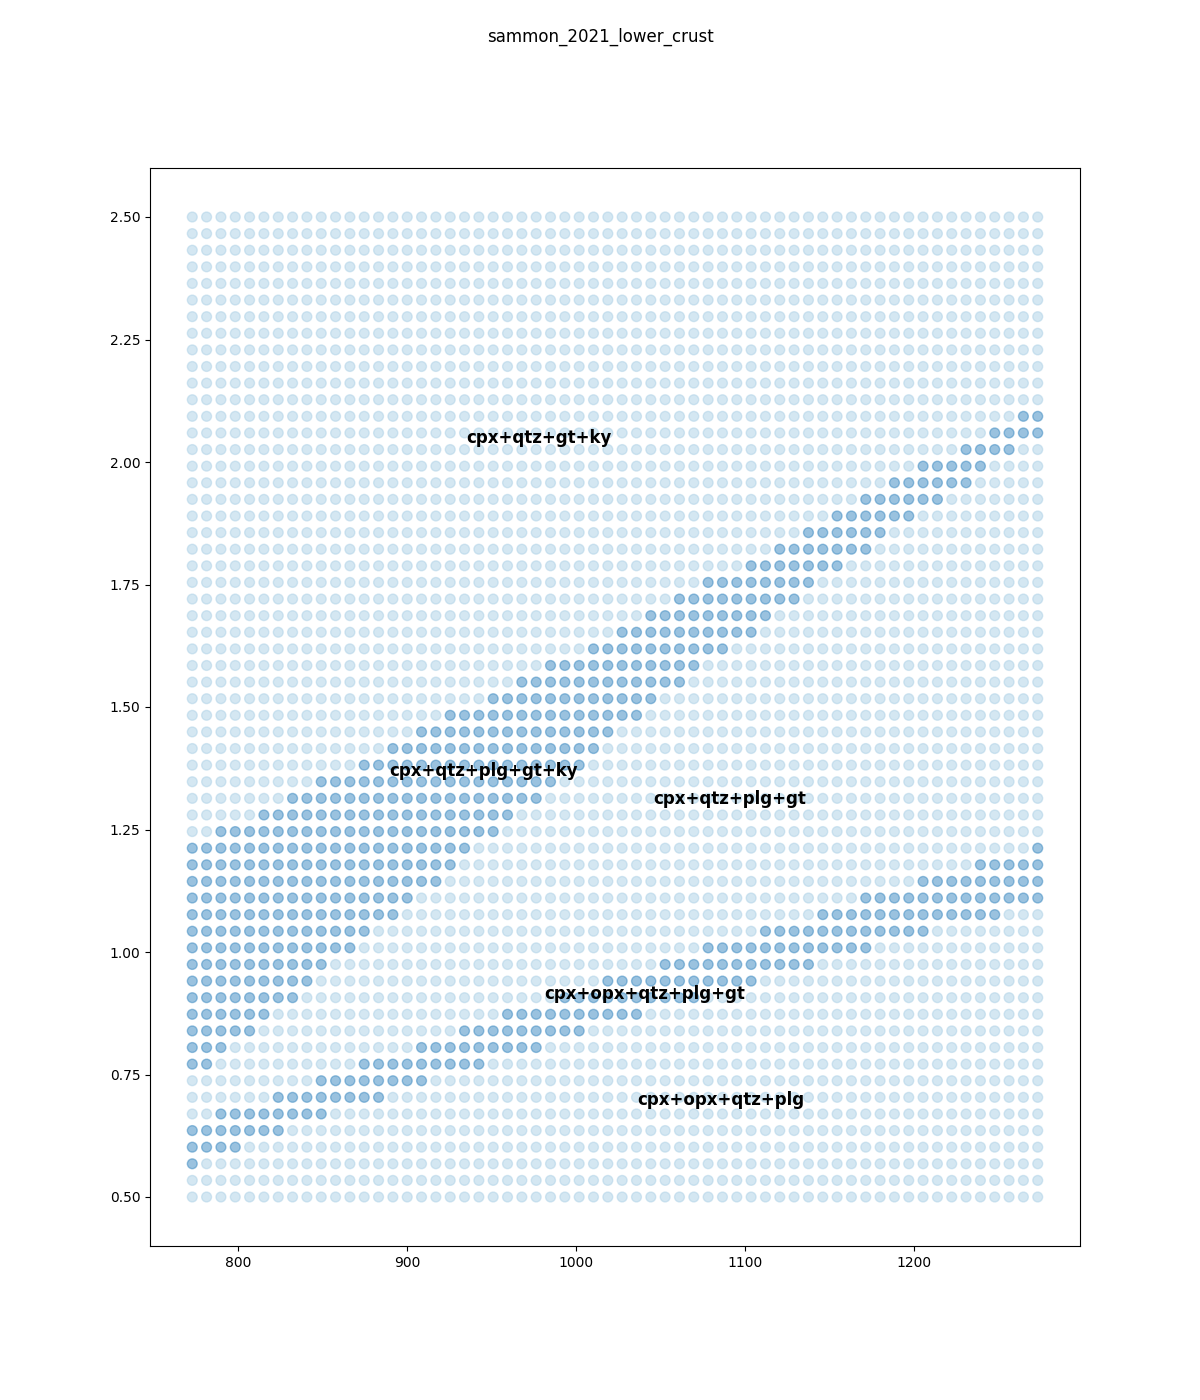 sammon_2021_lower_crust
2.50
2.25
cpx+qtz+gt+ky
2.00
1.75
1.50
cpx+qtz+plg+gt+ky
cpx+qtz+plg+gt
1.25
1.00
cpx+opx+qtz+plg+gt
0.75
cpx+opx+qtz+plg
0.50
800 900 1000 1100 1200